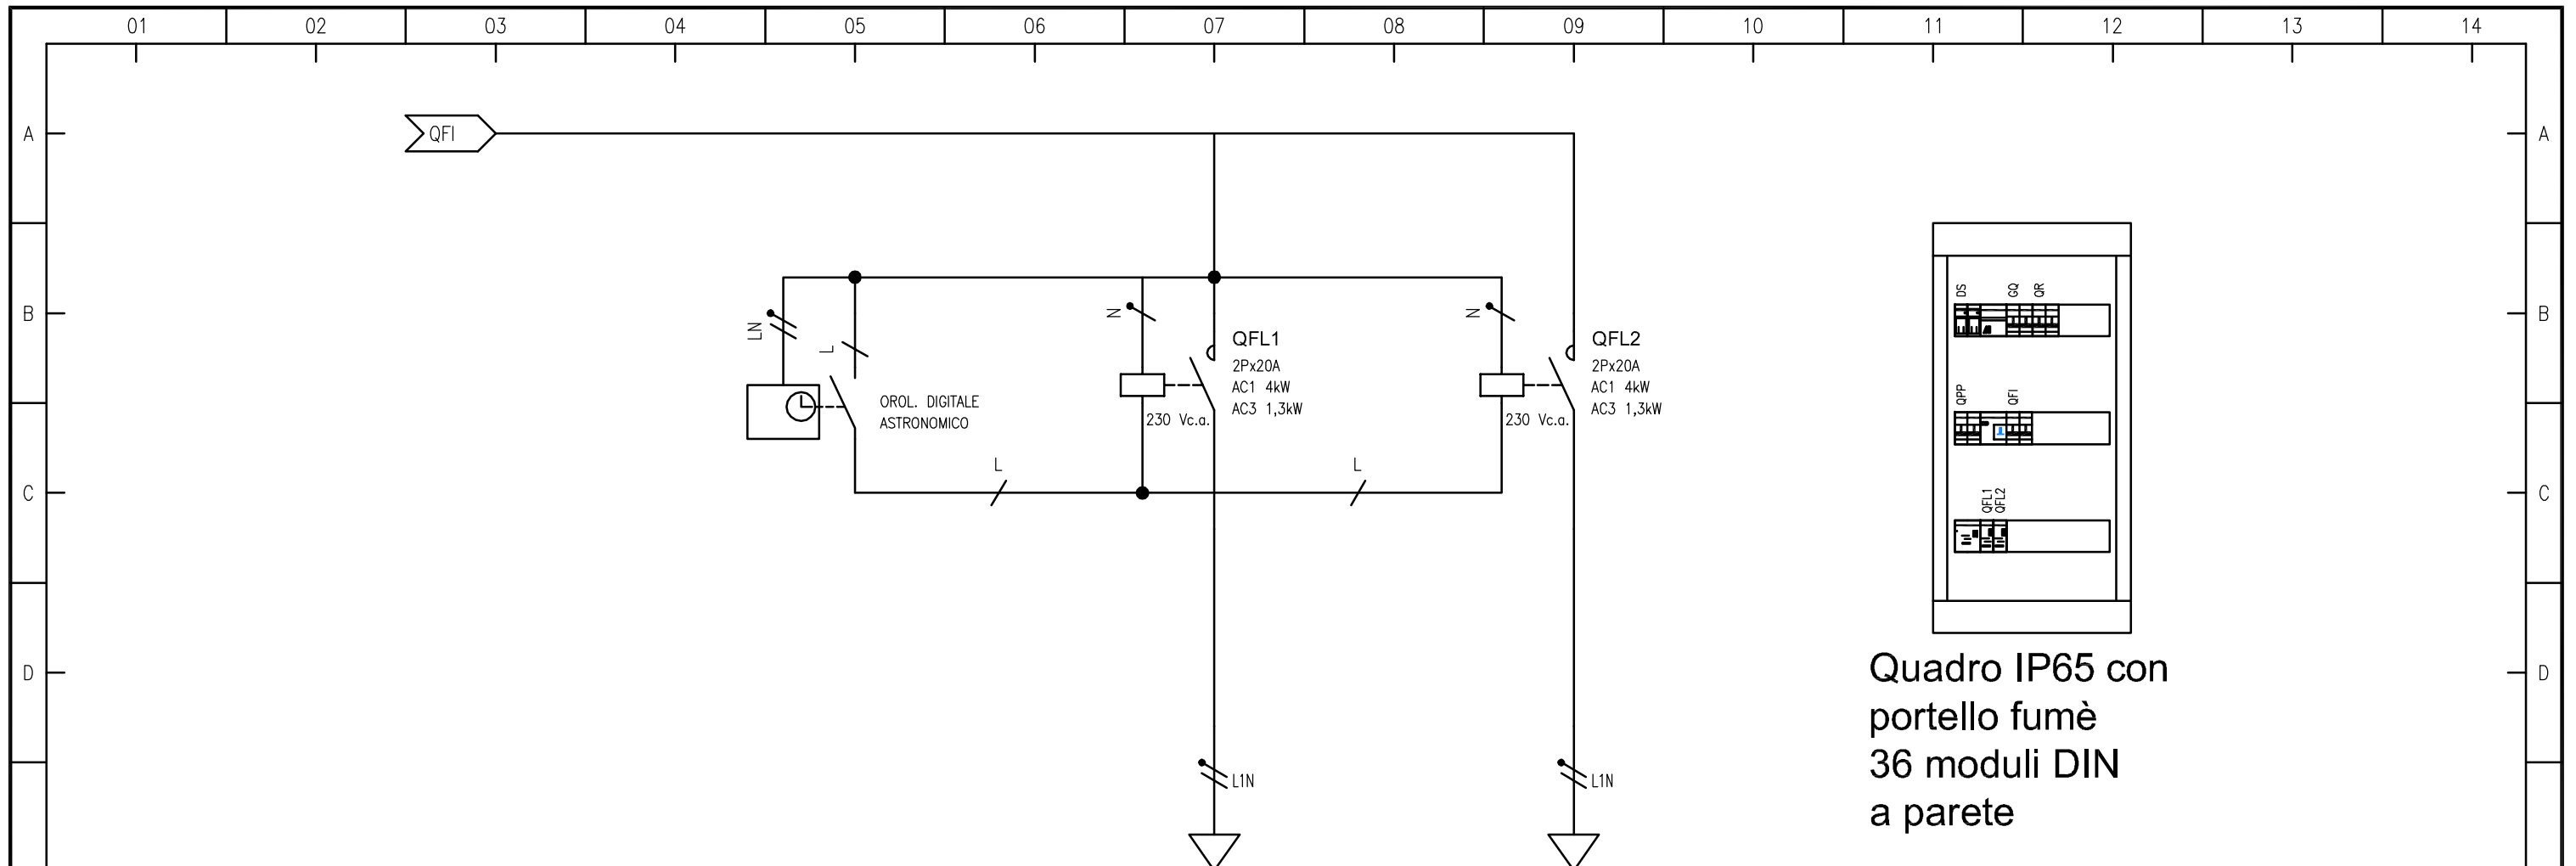 01 02 03 04 05 06 07 08 09 10 11 12 13 14
A QFI A
DS GQ QR
B LN L N N B
QFL1 QFL2
2Px20A 2Px20A
AC1 4kW AC1 4kW
AC3 1,3kW AC3 1,3kW
OROL. DIGITALE
ASTRONOMICO
230 Vc.a. 230 Vc.a.
QPP QFI
L L
C C
QFL1
QFL2
D D
Quadro IP65 con
portello fumè
36 moduli DIN
a parete
L1N L1N